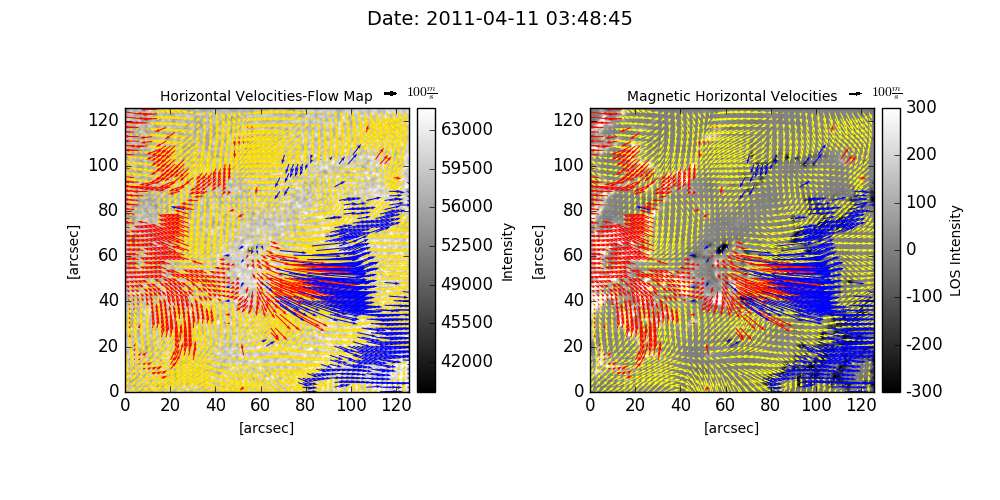 Date: 2011-04-11 03:48:45
Horizontal Velocities-Flow Map
100 m/s
Magnetic Horizontal Velocities
100 m/s
120
100
80
60
40
20
0
0 20 40 60 80 100 120
[arcsec]
[arcsec]
63000
59500
56000
52500
49000
45500
42000
Intensity
120
100
80
60
40
20
0
0 20 40 60 80 100 120
[arcsec]
[arcsec]
300
200
100
0
-100
-200
-300
LOS Intensity